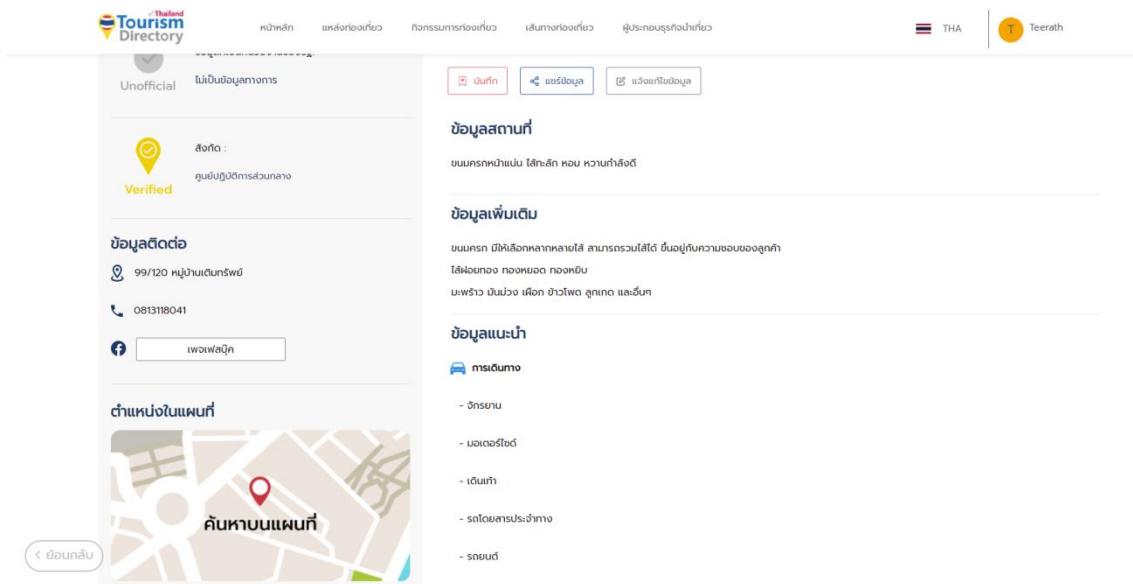 Thailand
Tourism
Directory
หน้าหลัก
แหล่งท่องเที่ยว
กิจกรรมการท่องเที่ยว
เส้นทางท่องเที่ยว
ผู้ประกอบธุรกิจนำเที่ยว
THA
T
Teerath
Unofficial
ไม่เป็นข้อมูลทางการ
Verified
สังกัด :
ศูนย์ปฏิบัติการส่วนกลาง
ข้อมูลติดต่อ
99/120 หมู่บ้านเติมทรัพย์
0813118041
เพจเฟสบุ๊ค
ตำแหน่งในแผนที่
ค้นหาบนแผนที่
< ย้อนกลับ
บันทึก
แชร์ข้อมูล
แจ้งแก้ไขข้อมูล
ข้อมูลสถานที่
ขนมครกหน้าแน่น ไส้ทะลัก หอม หวานกำลังดี
ข้อมูลเพิ่มเติม
ขนมครก มีให้เลือกหลากหลายไส้ สามารถรวมไส้ได้ ขึ้นอยู่กับความชอบของลูกค้า
ไส้ฝอยทอง ทองหยอด ทองหยิบ
มะพร้าว มันม่วง เผือก ข้าวโพด ลูกเกด และอื่นๆ
ข้อมูลแนะนำ
การเดินทาง
- จักรยาน
- มอเตอร์ไซด์
- เดินเท้า
- รถโดยสารประจำทาง
- รถยนต์